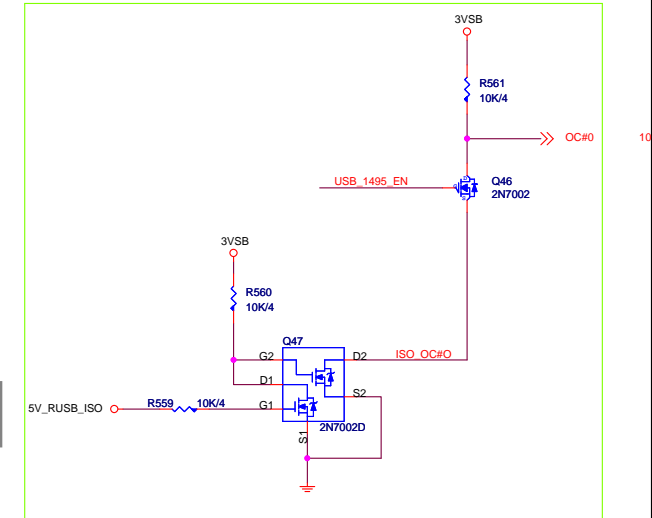 3VSB
R561
10K/4
OC#0
10
USB_1495_EN
Q46
2N7002
D
G
S
3VSB
R560
10K/4
Q47
G2
D2
ISO_OC#O
D1
S2
5V_RUSB_ISO
R559
10K/4
G1
2N7002D
S1